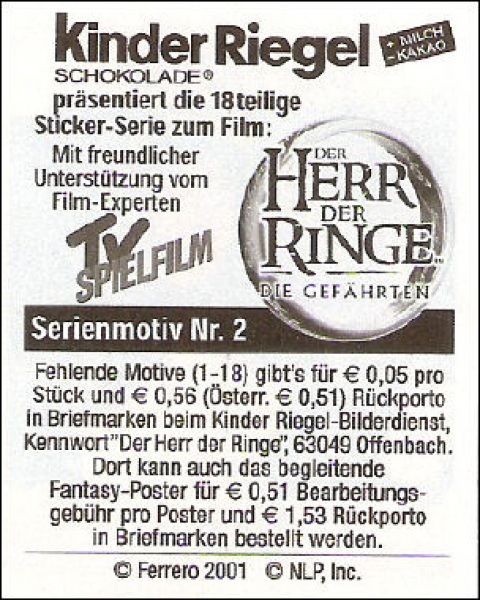 Kinder Riegel + MILCH - KAKAO
SCHOKOLADE®
präsentiert die 18teilige
Sticker-Serie zum Film:
Mit freundlicher
Unterstützung vom
Film-Experten
TV
SPIELFILM
DER
HERR
DER
RINGE
DIE GEFÄHRTEN
Serienmotiv Nr. 2
Fehlende Motive (1-18) gibt's für € 0,05 pro
Stück und € 0,56 (Österr. € 0,51) Rückporto
in Briefmarken beim Kinder Riegel-Bilderdienst,
Kennwort"Der Herr der Ringe", 63049 Offenbach.
Dort kann auch das begleitende
Fantasy-Poster für € 0,51 Bearbeitungs-
gebühr pro Poster und € 1,53 Rückporto
in Briefmarken bestellt werden.
© Ferrero 2001 © NLP, Inc.